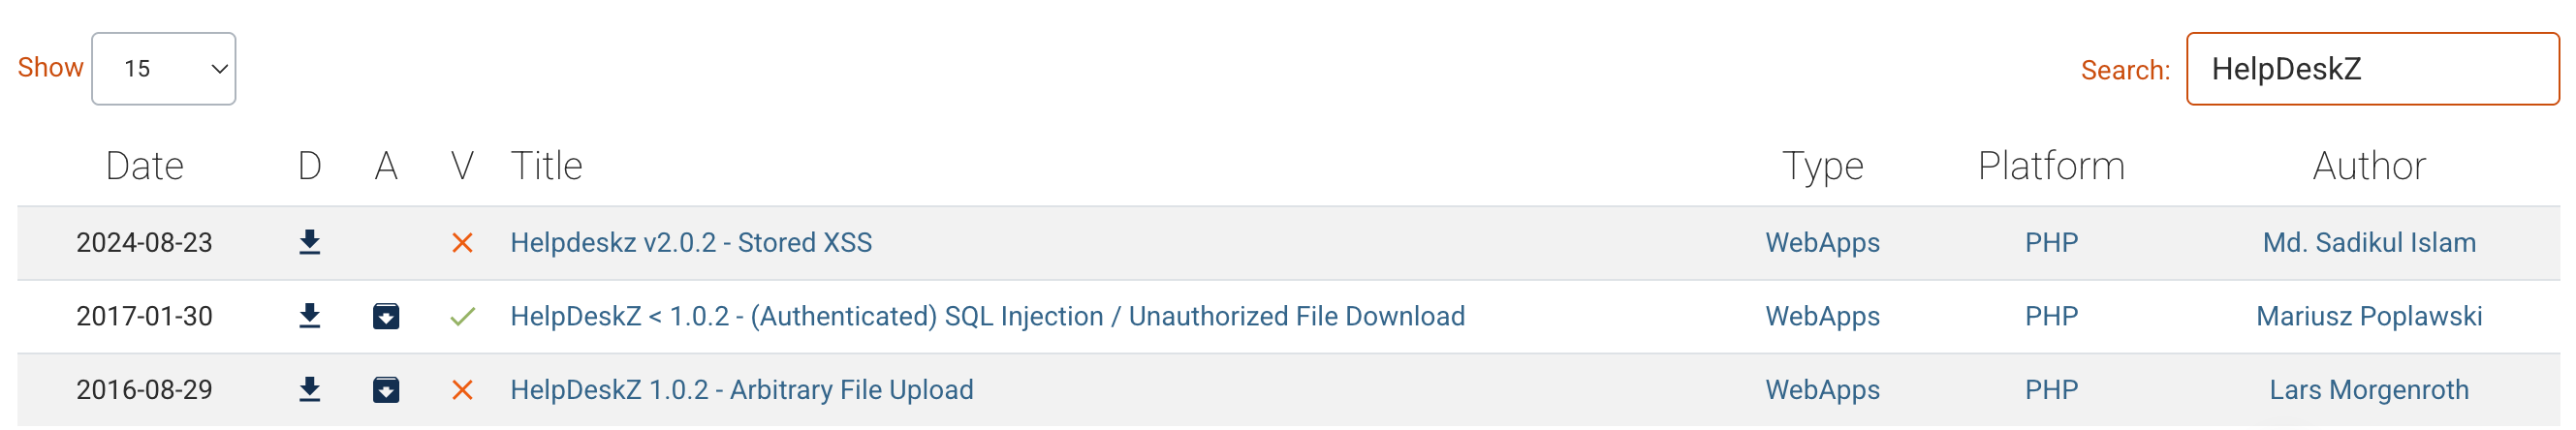 Show 15 Search: HelpDeskZ
Date D A V Title Type Platform Author
2024-08-23 Helpdeskz v2.0.2 - Stored XSS WebApps PHP Md. Sadikul Islam
2017-01-30 HelpDeskZ < 1.0.2 - (Authenticated) SQL Injection / Unauthorized File Download WebApps PHP Mariusz Poplawski
2016-08-29 HelpDeskZ 1.0.2 - Arbitrary File Upload WebApps PHP Lars Morgenroth